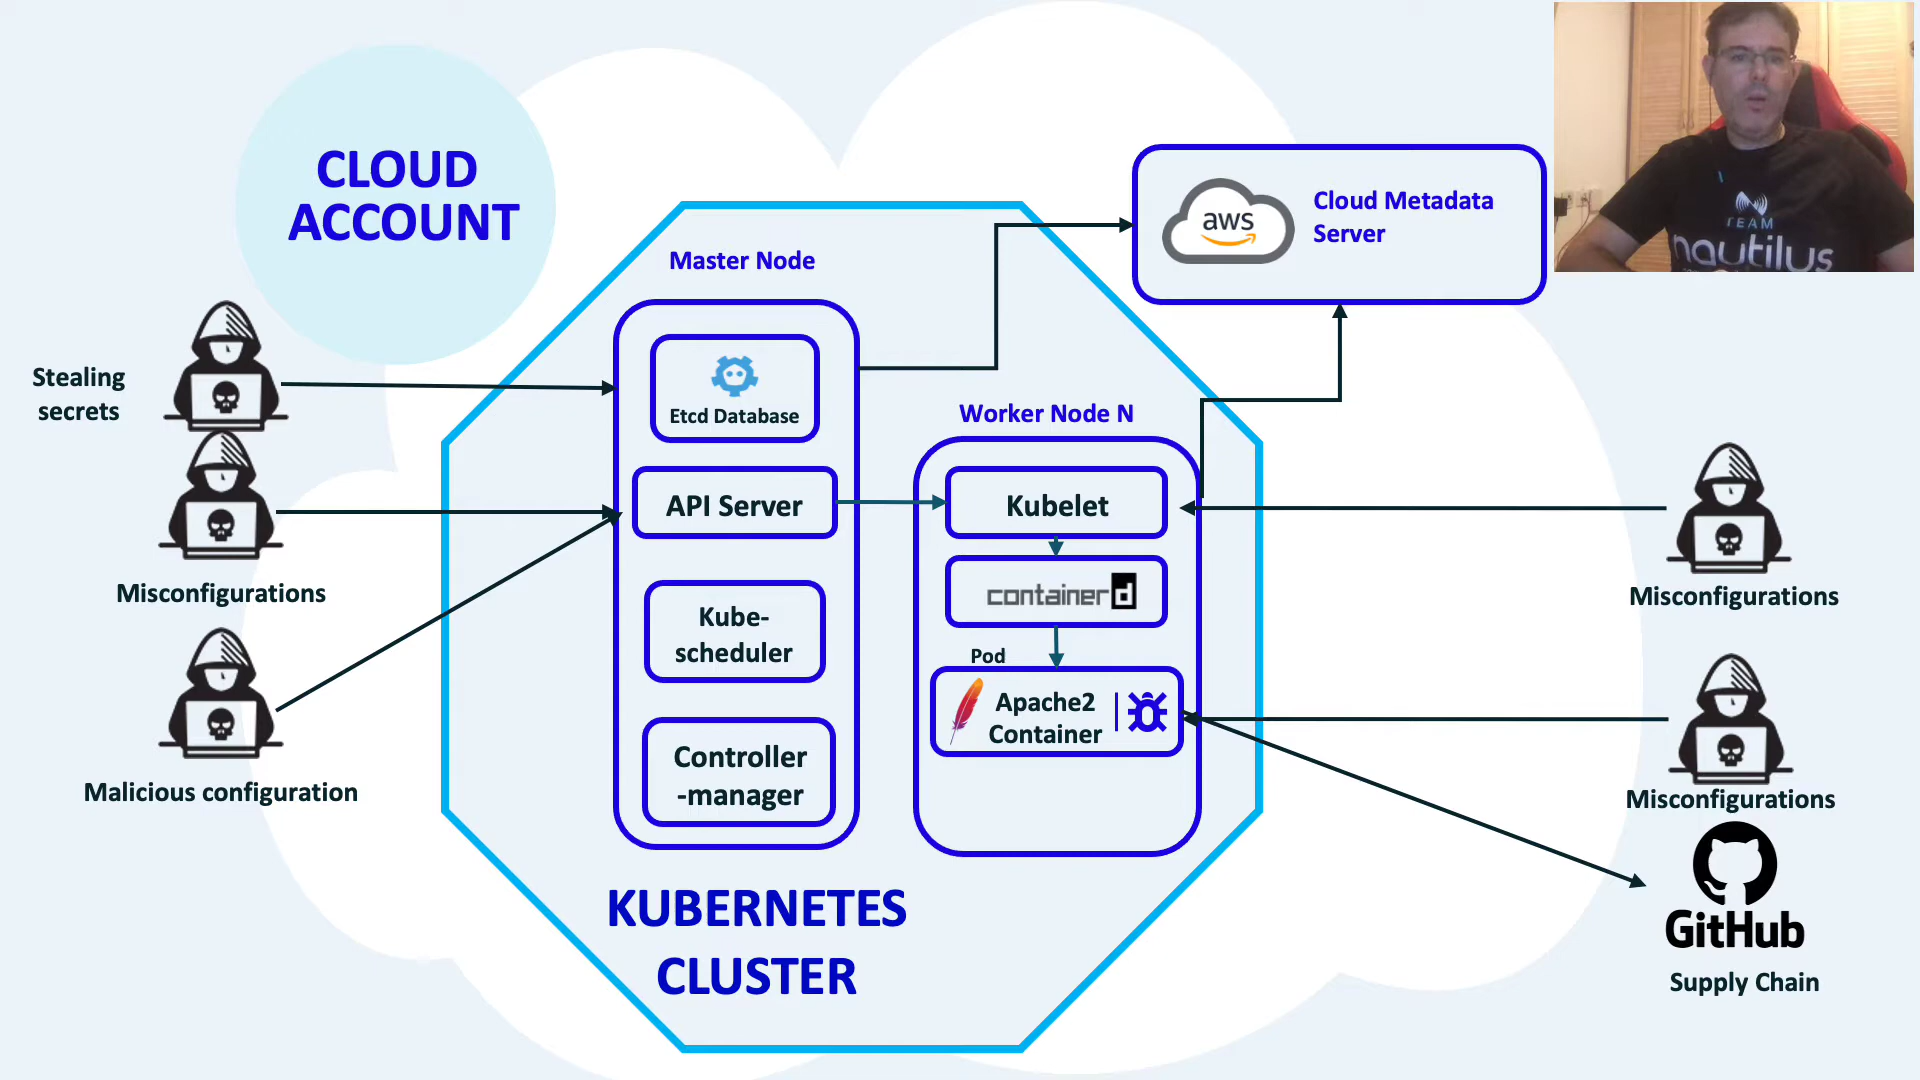 CLOUD
ACCOUNT
Master Node
Etcd Database
API Server
Kube-
scheduler
Controller
-manager
Worker Node N
Kubelet
containerd
Pod
Apache2
Container
KUBERNETES
CLUSTER
aws
Cloud Metadata
Server
TEAM
nautilus
Stealing
secrets
Misconfigurations
Malicious configuration
Misconfigurations
Misconfigurations
GitHub
Supply Chain